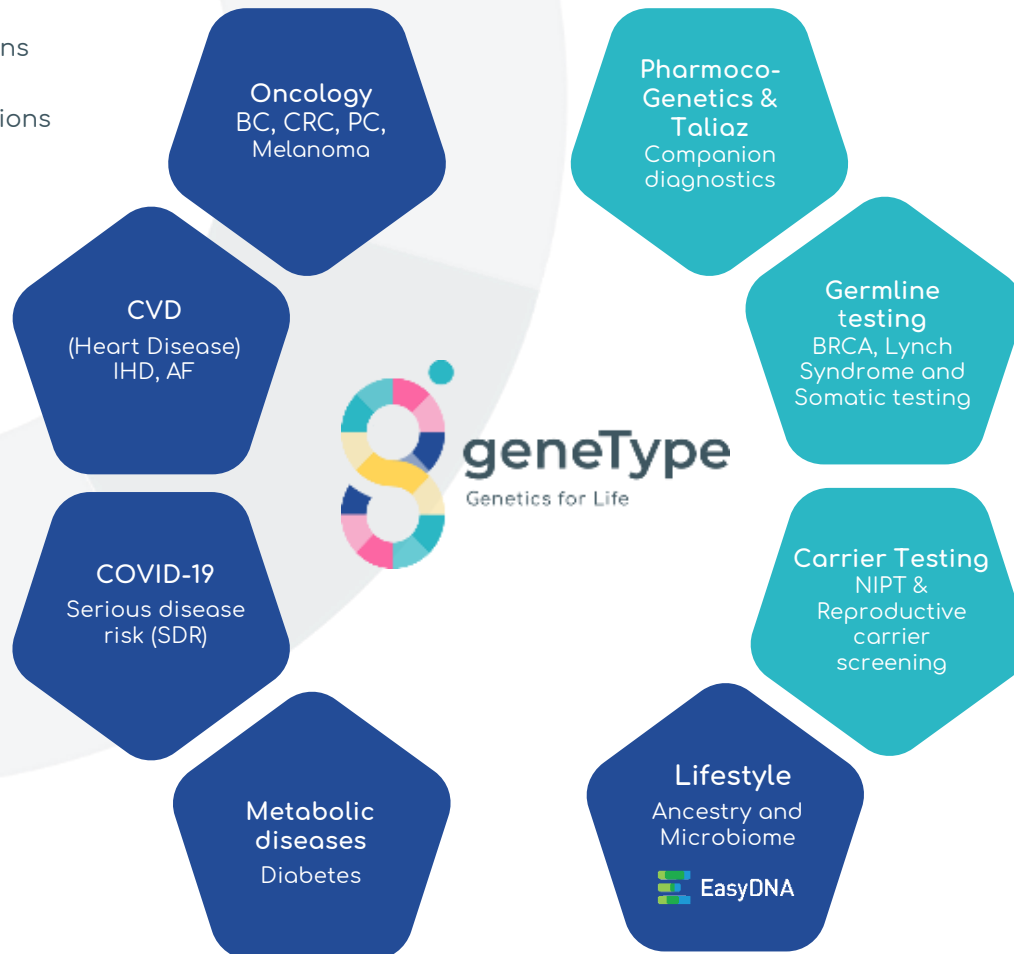 ns
ions
Oncology
BC, CRC, PC,
Melanoma
Pharmoco-
Genetics &
Taliaz
Companion
diagnostics
CVD
(Heart Disease)
IHD, AF
Germline
testing
BRCA, Lynch
Syndrome and
Somatic testing
geneType
Genetics for Life
COVID-19
Serious disease
risk (SDR)
Carrier Testing
NIPT &
Reproductive
carrier
screening
Metabolic
diseases
Diabetes
Lifestyle
Ancestry and
Microbiome
EasyDNA